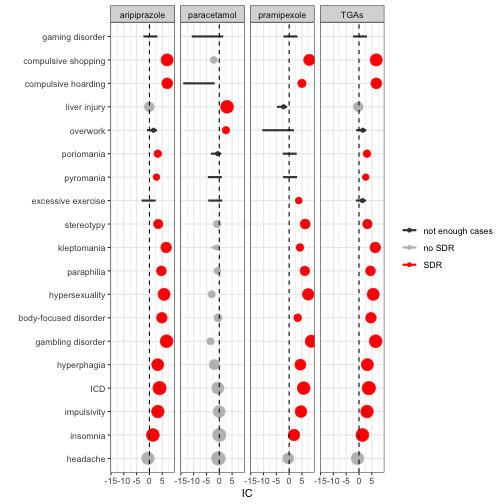 aripiprazole paracetamol pramipexole TGAs
gaming disorder
compulsive shopping
compulsive hoarding
liver injury
overwork
poriomania
pyromania
excessive exercise
stereotypy
kleptomania
paraphilia
hypersexuality
body-focused disorder
gambling disorder
hyperphagia
ICD
impulsivity
insomnia
headache
not enough cases
no SDR
SDR
-15-10 -5 0 5 -15-10 -5 0 5 -15-10 -5 0 5 -15-10 -5 0 5
IC